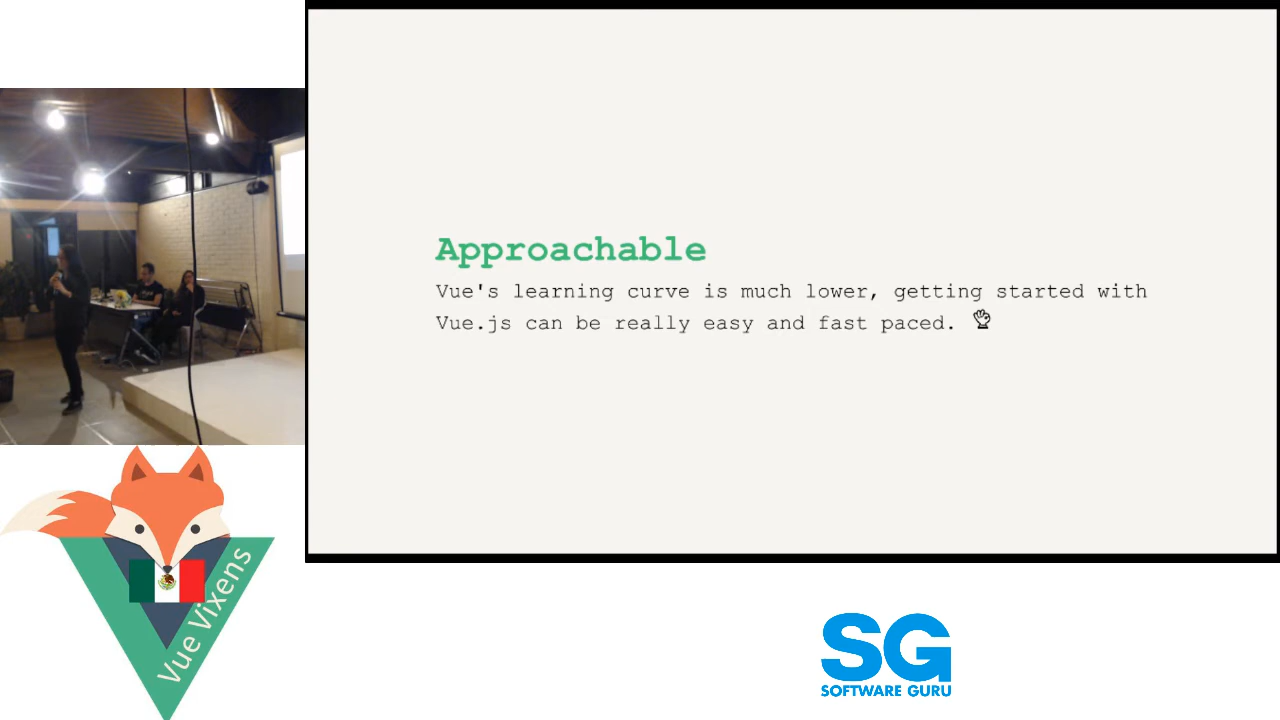 Approachable
Vue's learning curve is much lower, getting started with
Vue.js can be really easy and fast paced. 👌
Vue Vixens
SG
SOFTWARE GURU